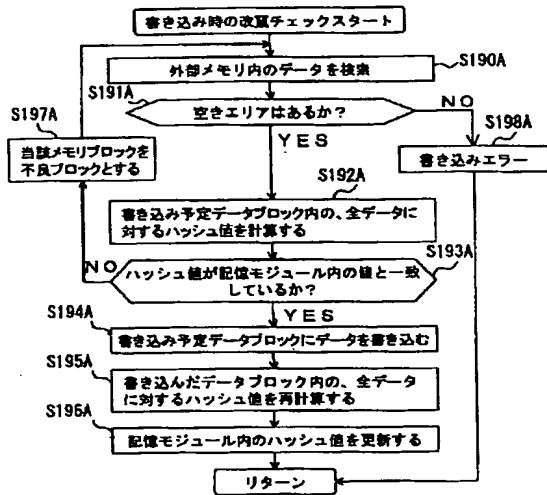 書き込み時の改竄チェックスタート
S190A
外部メモリ内のデータを検索
S191A
空きエリアはあるか?
NO
S197A
当該メモリブロックを
不良ブロックとする
YES
S198A
書き込みエラー
S192A
書き込み予定データブロック内の、全データに
対するハッシュ値を計算する
S193A
NO
ハッシュ値が記憶モジュール内の値と一致
しているか?
YES
S194A
書き込み予定データブロックにデータを書き込む
S195A
書き込んだデータブロック内の、全データ
に対するハッシュ値を再計算する
S196A
記憶モジュール内のハッシュ値を更新する
リターン